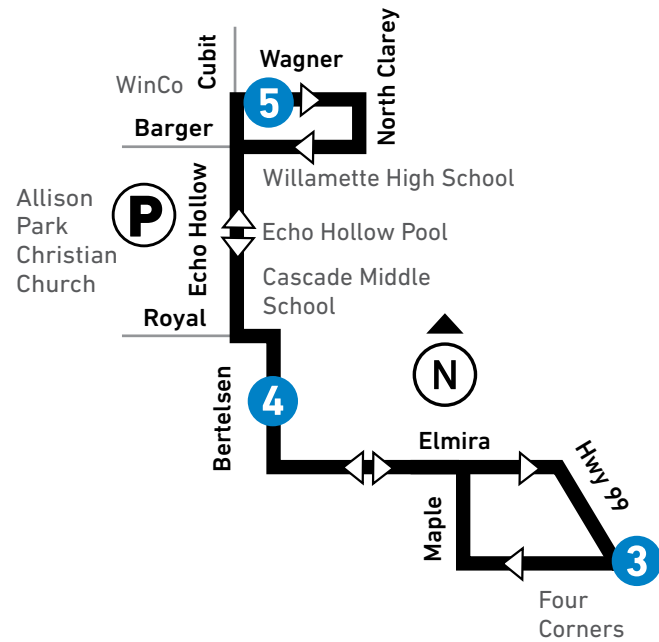 Cubit
Wagner
North Clarey
WinCo
5
Barger
Willamette High School
Allison
Park
Christian
Church
P
Echo Hollow
Echo Hollow Pool
Cascade Middle
School
Royal
N
Bertelsen
4
Elmira
Hwy 99
Maple
3
Four
Corners